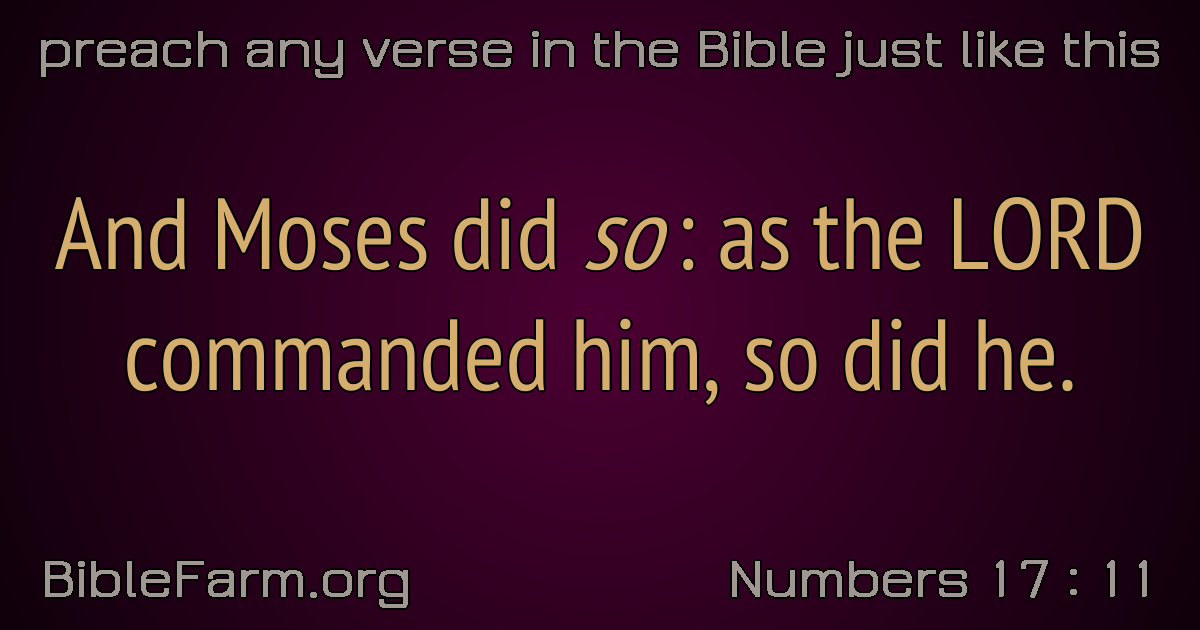 preach any verse in the Bible just like this
And Moses did so: as the LORD
commanded him, so did he.
BibleFarm.org
Numbers 17 : 11